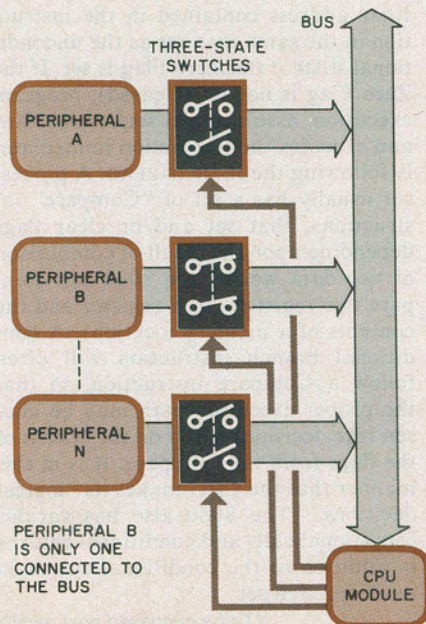 BUS
THREE-STATE
SWITCHES
PERIPHERAL
A
PERIPHERAL
B
PERIPHERAL
N
PERIPHERAL B
IS ONLY ONE
CONNECTED TO
THE BUS
CPU
MODULE